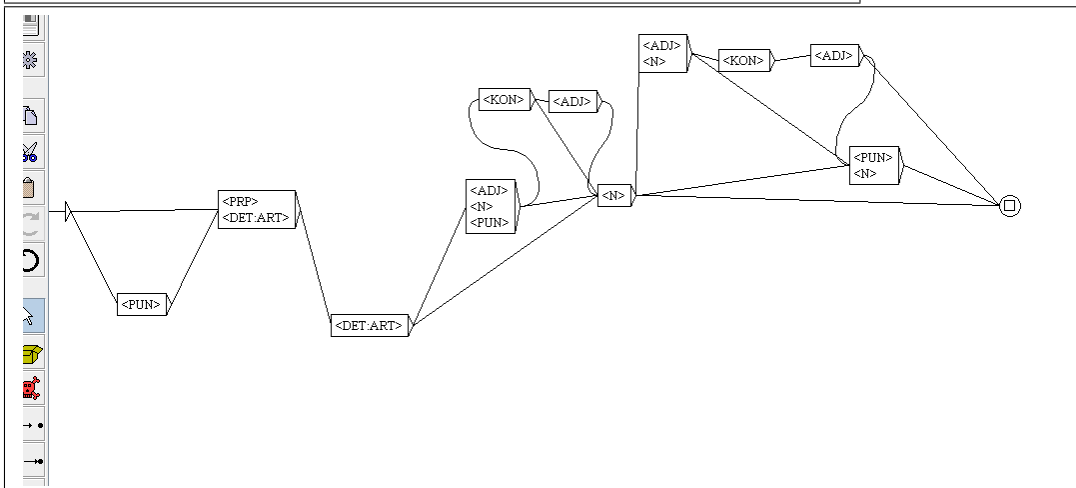 <ADJ>
<N>
<KON>
<ADJ>
<KON>
<ADJ>
<PUN>
<N>
<ADJ>
<N>
<PUN>
<N>
<PRP>
<DET:ART>
<PUN>
<DET:ART>